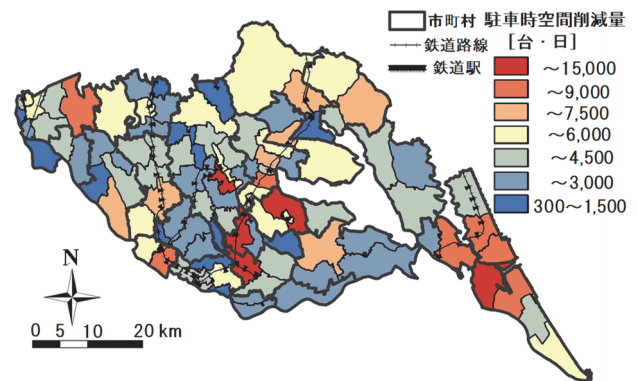 市町村 駐車時空間削減量
鉄道路線 [台・日]
鉄道駅 ～15,000
～9,000
～7,500
～6,000
～4,500
～3,000
300～1,500
N
0 5 10 20 km